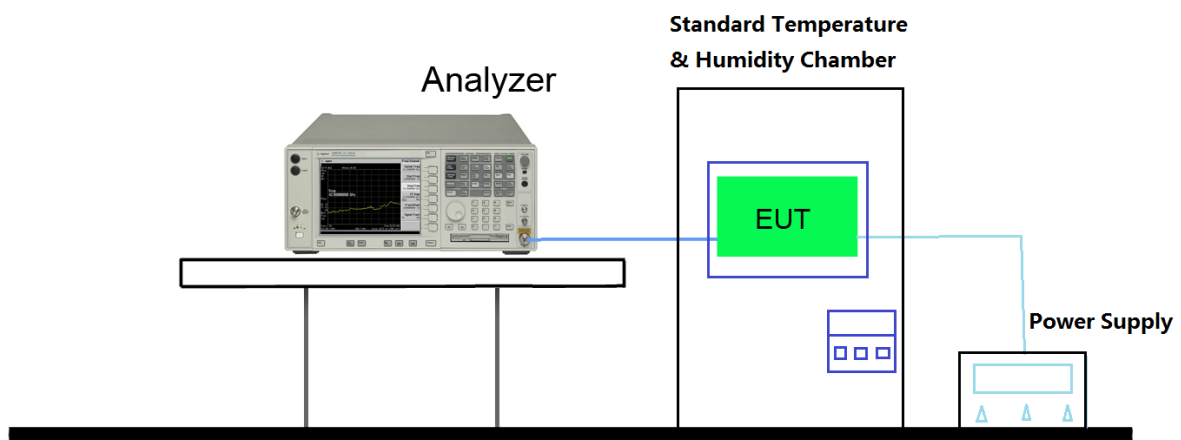 Standard Temperature
& Humidity Chamber
Analyzer
EUT
Power Supply